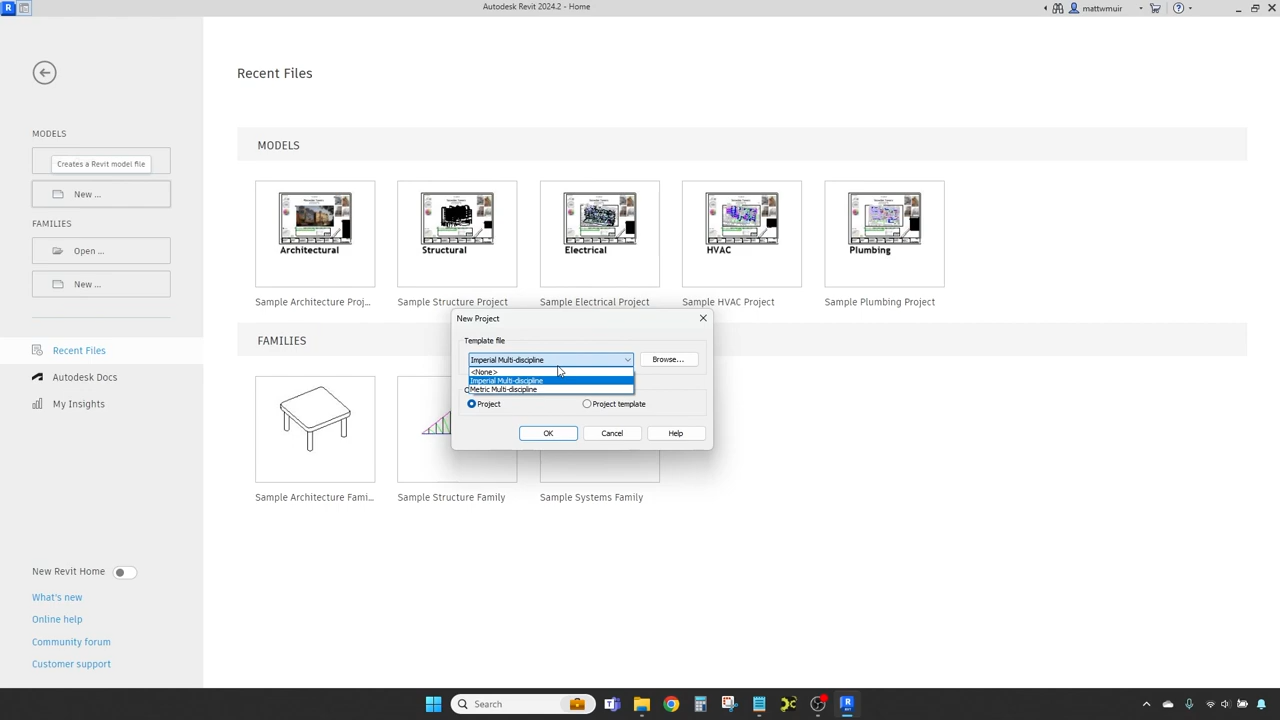 R
Autodesk Revit 2024.2 - Home
mattwmuir
Recent Files
MODELS
Creates a Revit model file
New ...
FAMILIES
Open ...
New ...
Recent Files
Autodesk Docs
My Insights
New Revit Home
What's new
Online help
Community forum
Customer support
MODELS
Architectural
Structural
Electrical
HVAC
Plumbing
Sample Architecture Proj...
Sample Structure Project
Sample Electrical Project
Sample HVAC Project
Sample Plumbing Project
FAMILIES
Sample Architecture Fami...
Sample Structure Family
Sample Systems Family
New Project
Template file
Imperial Multi-discipline
Browse...
<None>
Imperial Multi-discipline
Metric Multi-discipline
Project
Project template
OK
Cancel
Help
Search